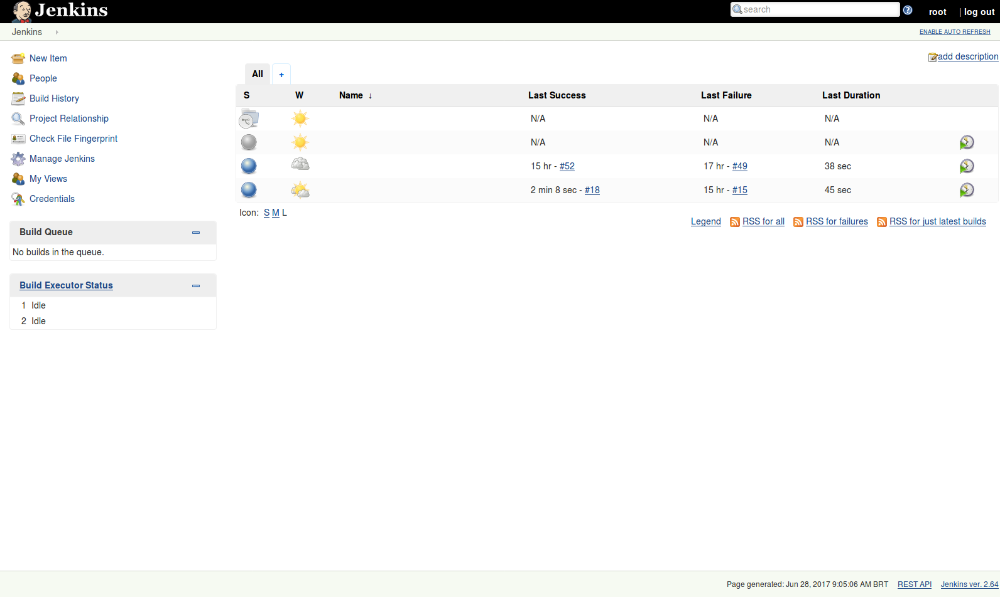 Jenkins
search
root | log out
Jenkins
ENABLE AUTO REFRESH
New Item
People
Build History
Project Relationship
Check File Fingerprint
Manage Jenkins
My Views
Credentials
Build Queue
No builds in the queue.
Build Executor Status
1 Idle
2 Idle
add description
All +
S W Name ↓ Last Success Last Failure Last Duration
N/A N/A N/A
N/A N/A N/A
15 hr - #52 17 hr - #49 38 sec
2 min 8 sec - #18 15 hr - #15 45 sec
Icon: S M L
Legend RSS for all RSS for failures RSS for just latest builds
Page generated: Jun 28, 2017 9:05:06 AM BRT REST API Jenkins ver. 2.64